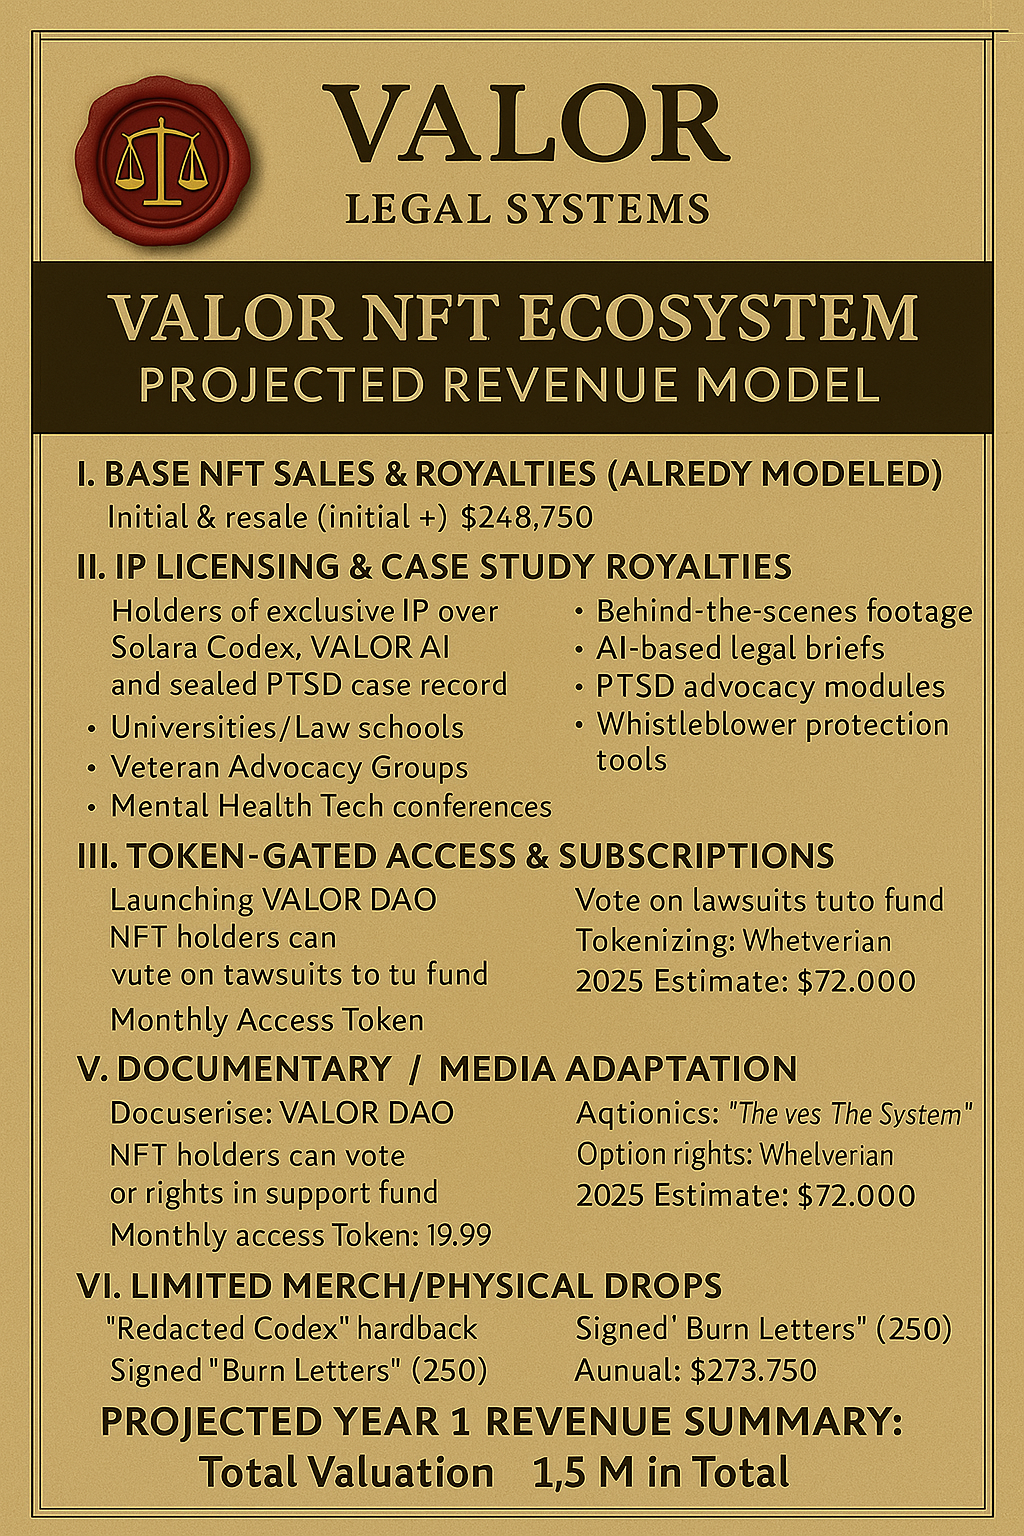 VALOR
LEGAL SYSTEMS
VALOR NFT ECOSYSTEM
PROJECTED REVENUE MODEL
I. BASE NFT SALES & ROYALTIES (ALREDY MODELED)
Initial & resale (initial +) $248,750
II. IP LICENSING & CASE STUDY ROYALTIES
Holders of exclusive IP over
Solara Codex, VALOR AI
and sealed PTSD case record
• Universities/Law schools
• Veteran Advocacy Groups
• Mental Health Tech conferences
• Behind-the-scenes footage
• AI-based legal briefs
• PTSD advocacy modules
• Whistleblower protection
tools
III. TOKEN-GATED ACCESS & SUBSCRIPTIONS
Launching VALOR DAO
NFT holders can
vute on tawsuits to tu fund
Monthly Access Token
Vote on lawsuits tuto fund
Tokenizing: Whetverian
2025 Estimate: $72.000
V. DOCUMENTARY / MEDIA ADAPTATION
Docuserise: VALOR DAO
NFT holders can vote
or rights in support fund
Monthly access Token: 19.99
Aqtionics: "The ves The System"
Option rights: Whelverian
2025 Estimate: $72.000
VI. LIMITED MERCH/PHYSICAL DROPS
"Redacted Codex" hardback
Signed "Burn Letters" (250)
Signed' Burn Letters" (250)
Aunual: $273.750
PROJECTED YEAR 1 REVENUE SUMMARY:
Total Valuation 1,5 M in Total